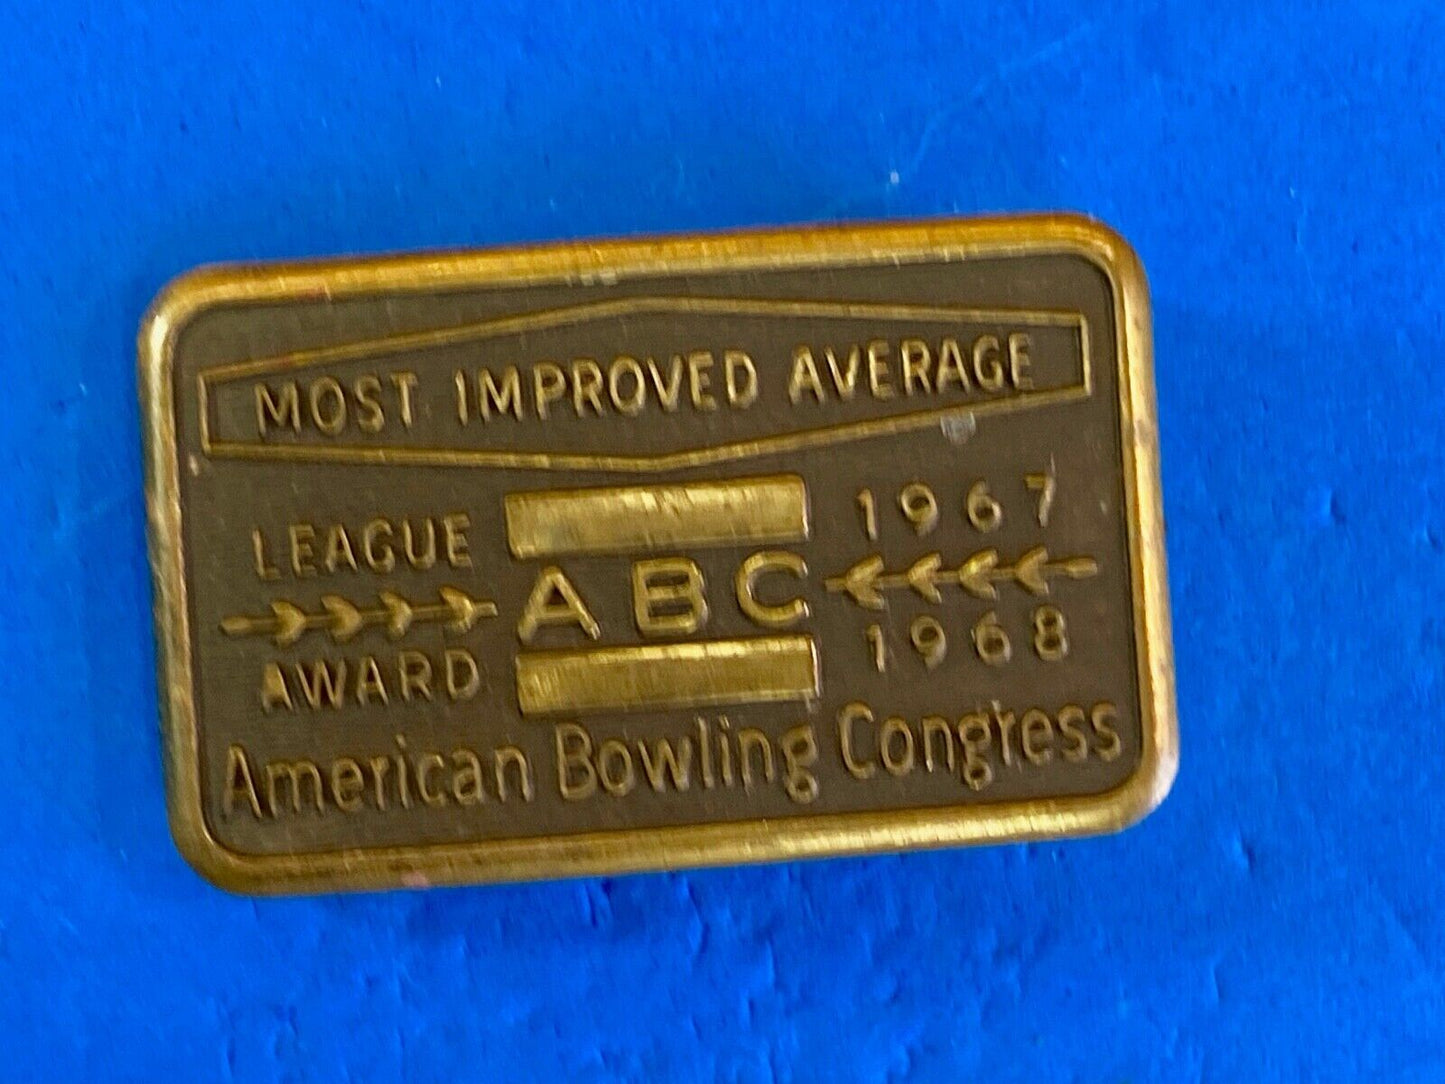 MOST IMPROVED AVERAGE
LEAGUE
AWARD
ABC
1967
1968
American Bowling Congress